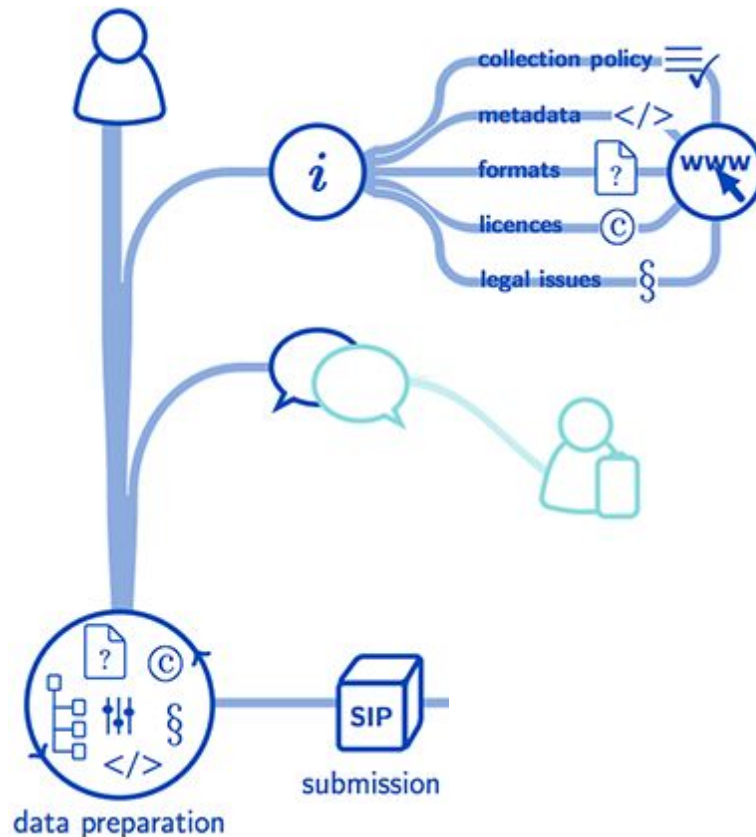 collection policy
metadata </>
i
formats ?
www
licences ©
legal issues §
? ©
§
</>
SIP
submission
data preparation